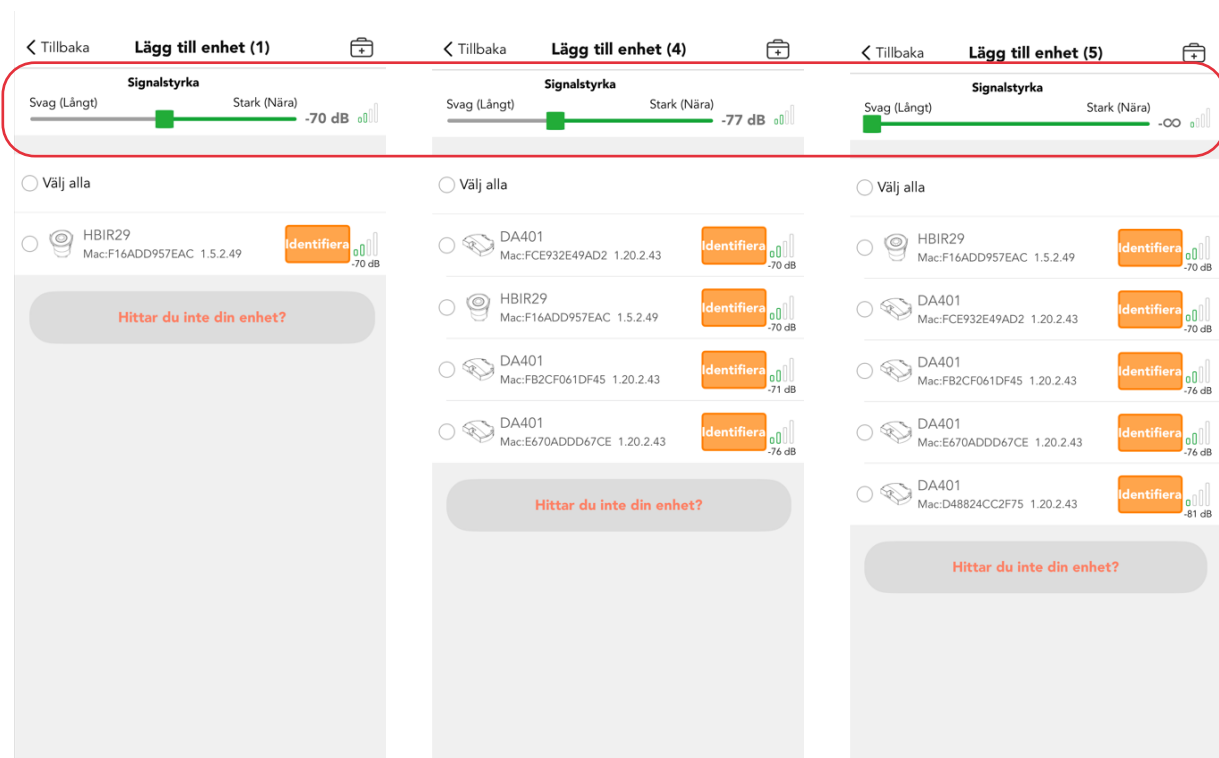 Tillbaka Lägg till enhet (1)
Signalstyrka
Svag (Långt) Stark (Nära)
-70 dB
Välj alla
HBIR29
Mac:F16ADD957EAC 1.5.2.49
Identifiera
-70 dB
Hittar du inte din enhet?
Tillbaka Lägg till enhet (4)
Signalstyrka
Svag (Långt) Stark (Nära)
-77 dB
Välj alla
DA401
Mac:FCE932E49AD2 1.20.2.43
Identifiera
-70 dB
HBIR29
Mac:F16ADD957EAC 1.5.2.49
Identifiera
-70 dB
DA401
Mac:FB2CF061DF45 1.20.2.43
Identifiera
-71 dB
DA401
Mac:E670ADDD67CE 1.20.2.43
Identifiera
-76 dB
Hittar du inte din enhet?
Tillbaka Lägg till enhet (5)
Signalstyrka
Svag (Långt) Stark (Nära)
-∞
Välj alla
HBIR29
Mac:F16ADD957EAC 1.5.2.49
Identifiera
-70 dB
DA401
Mac:FCE932E49AD2 1.20.2.43
Identifiera
-70 dB
DA401
Mac:FB2CF061DF45 1.20.2.43
Identifiera
-76 dB
DA401
Mac:E670ADDD67CE 1.20.2.43
Identifiera
-76 dB
DA401
Mac:D48824CC2F75 1.20.2.43
Identifiera
-81 dB
Hittar du inte din enhet?